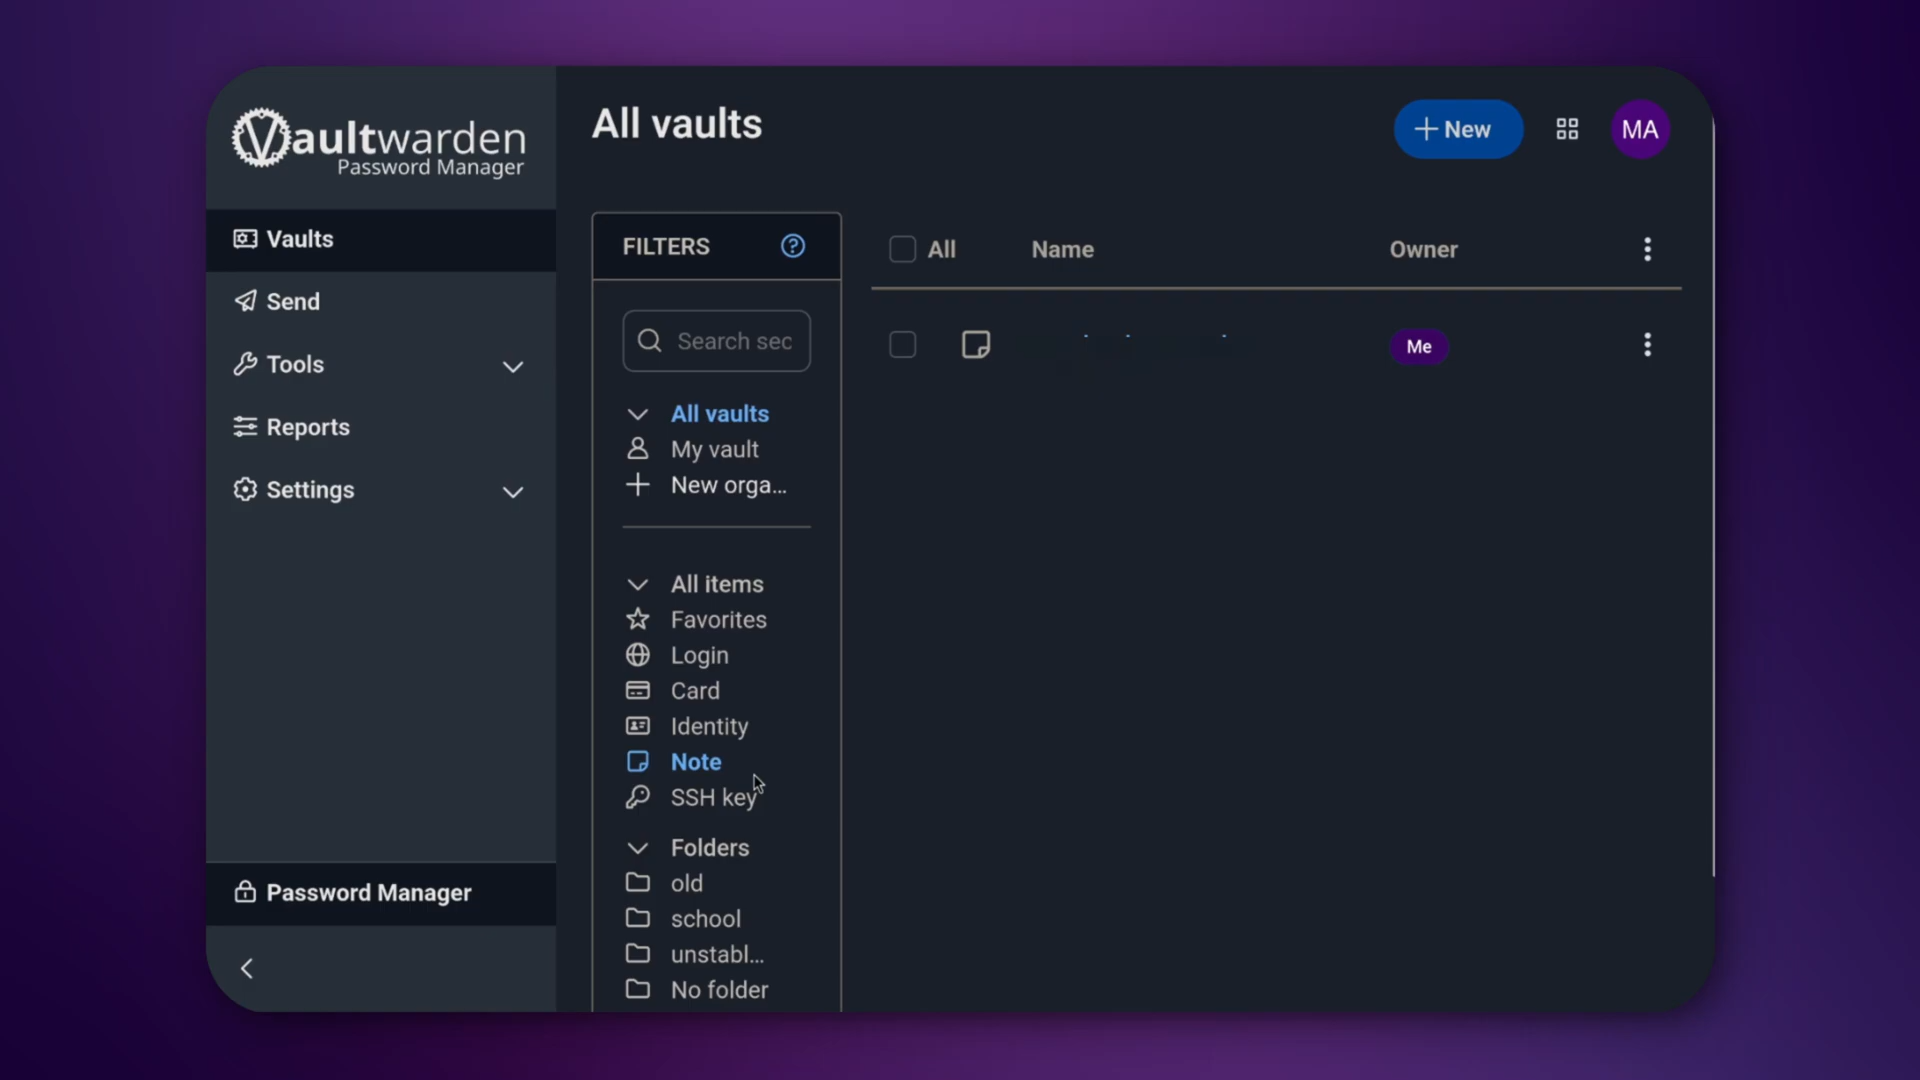 Vaultwarden
Password Manager
Vaults
Send
Tools
Reports
Settings
Password Manager
All vaults
New
MA
FILTERS
Search sec
All vaults
My vault
New orga...
All items
Favorites
Login
Card
Identity
Note
SSH key
Folders
old
school
unstabl...
No folder
All Name Owner
Me